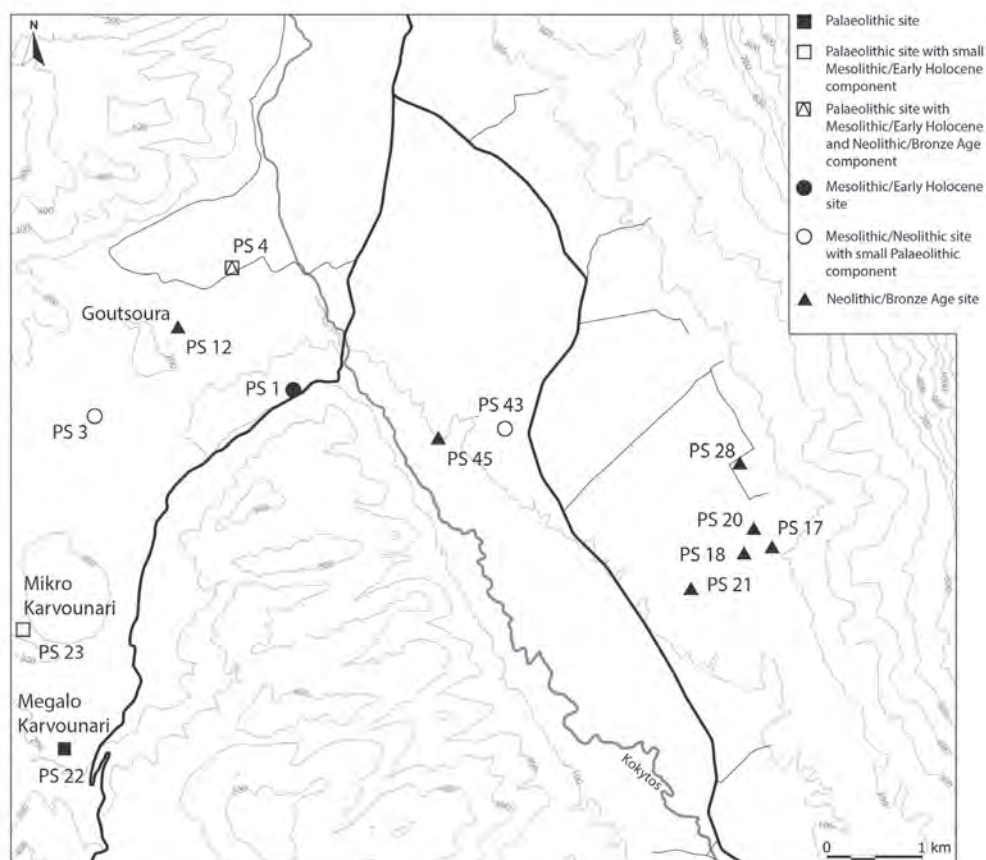 N
Palaeolithic site
Palaeolithic site with small
Mesolithic/Early Holocene
component
Palaeolithic site with
Mesolithic/Early Holocene
and Neolithic/Bronze Age
component
Mesolithic/Early Holocene
site
Mesolithic/Neolithic site
with small Palaeolithic
component
Neolithic/Bronze Age site
PS 4
Goutsoura
PS 12
PS 1
PS 3
PS 43
PS 45
PS 28
PS 20
PS 17
PS 18
PS 21
Mikro
Karvounari
PS 23
Megalo
Karvounari
PS 22
Kokytos
0 1 km